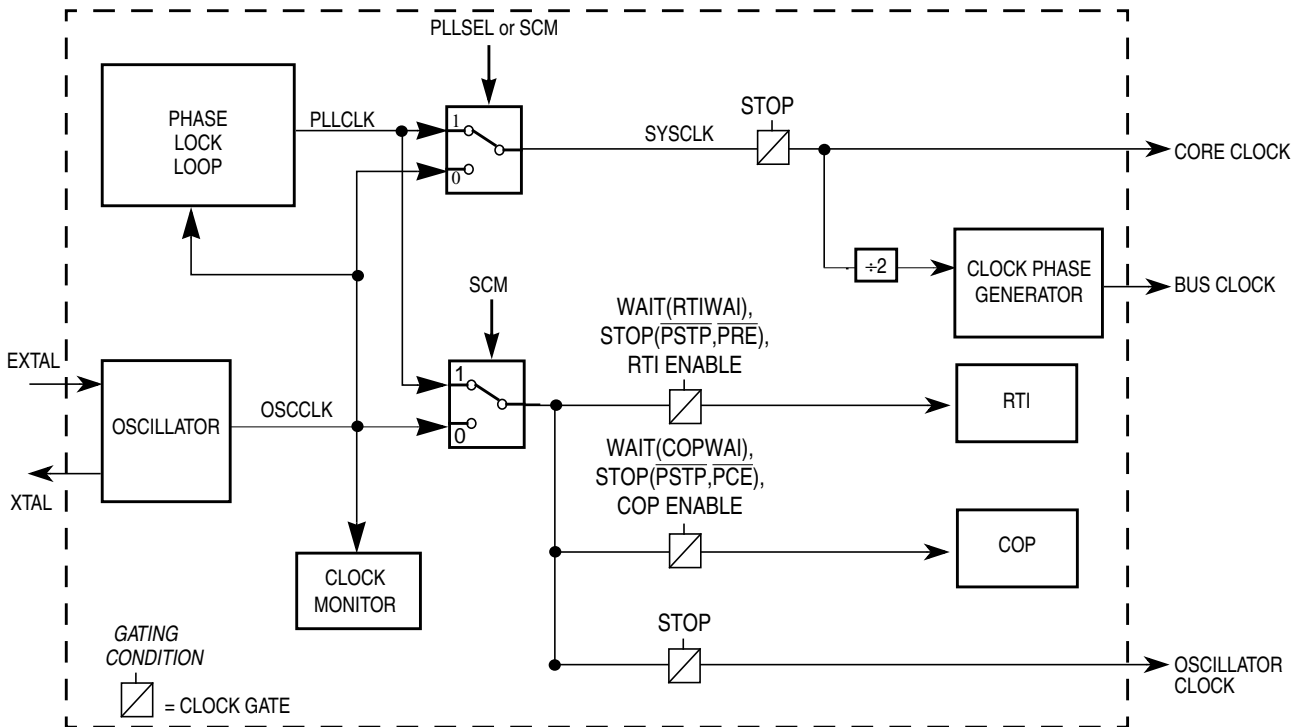 PLLSEL or SCM
PHASE
LOCK
LOOP
PLLCLK
1
0
SYSCLK
STOP
CORE CLOCK
÷2
CLOCK PHASE
GENERATOR
BUS CLOCK
SCM
WAIT(RTIWAI),
STOP(PSTP,PRE),
RTI ENABLE
EXTAL
OSCILLATOR
XTAL
OSCCLK
1
0
RTI
WAIT(COPWAI),
STOP(PSTP,PCE),
COP ENABLE
COP
CLOCK
MONITOR
STOP
OSCILLATOR
CLOCK
GATING
CONDITION
= CLOCK GATE